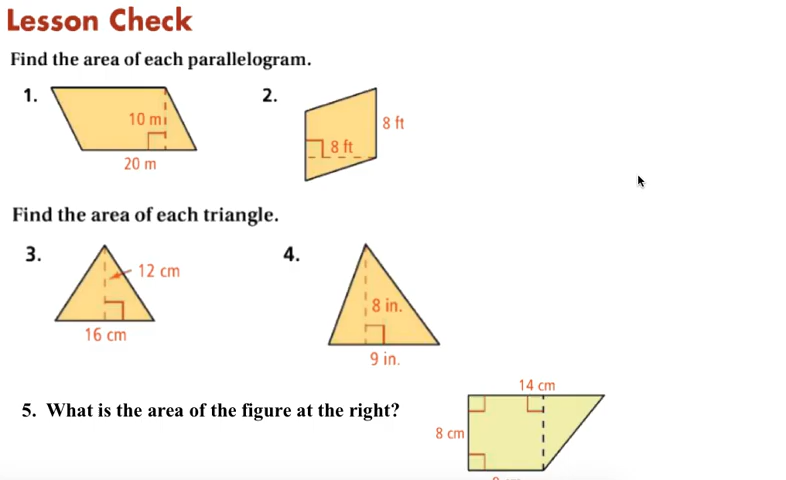 Lesson Check
Find the area of each parallelogram.
1.
10 m
20 m
2.
8 ft
8 ft
Find the area of each triangle.
3.
12 cm
16 cm
4.
8 in.
9 in.
14 cm
5. What is the area of the figure at the right?
8 cm